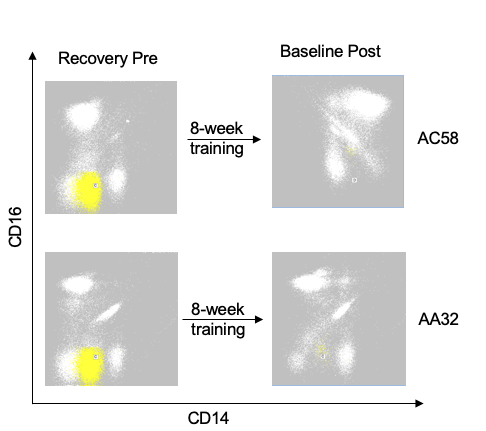 Recovery Pre
Baseline Post
8-week
training
AC58
CD16
8-week
training
AA32
CD14